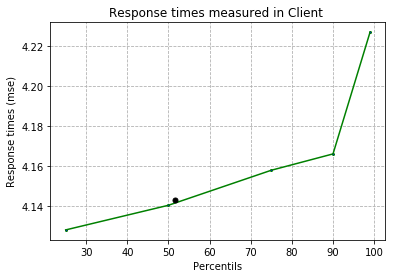 Response times measured in Client
Response times (mse)
4.22
4.20
4.18
4.16
4.14
30 40 50 60 70 80 90 100
Percentils